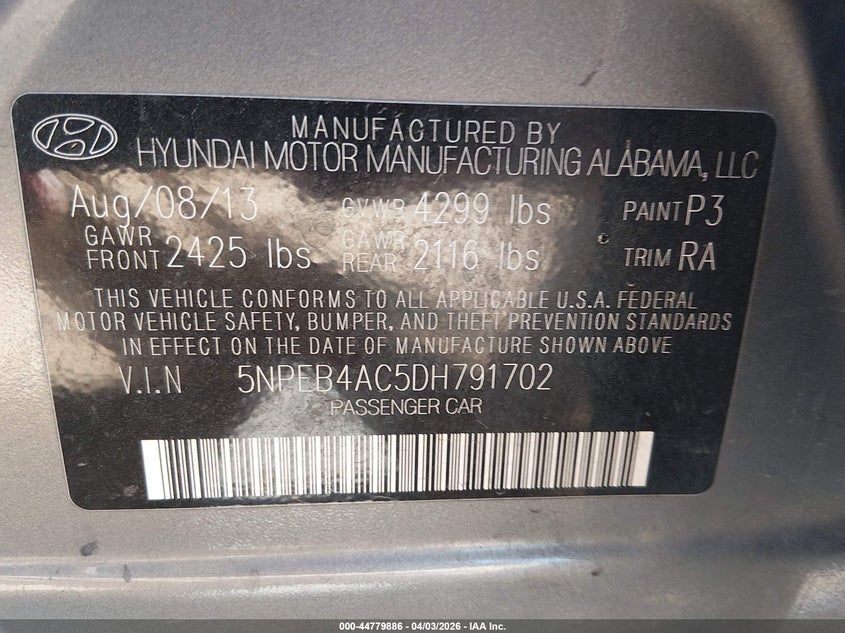 MANUFACTURED BY
HYUNDAI MOTOR MANUFACTURING ALABAMA, LLC
Aug/08/13 GVWR 4299 lbs PAINT P3
GAWR FRONT 2425 lbs GAWR REAR 2116 lbs TRIM RA
THIS VEHICLE CONFORMS TO ALL APPLICABLE U.S.A. FEDERAL
MOTOR VEHICLE SAFETY, BUMPER, AND THEFT PREVENTION STANDARDS
IN EFFECT ON THE DATE OF MANUFACTURE SHOWN ABOVE
V.I.N 5NPEB4AC5DH791702
PASSENGER CAR
000-44779886 - 04/03/2026 - IAA Inc.